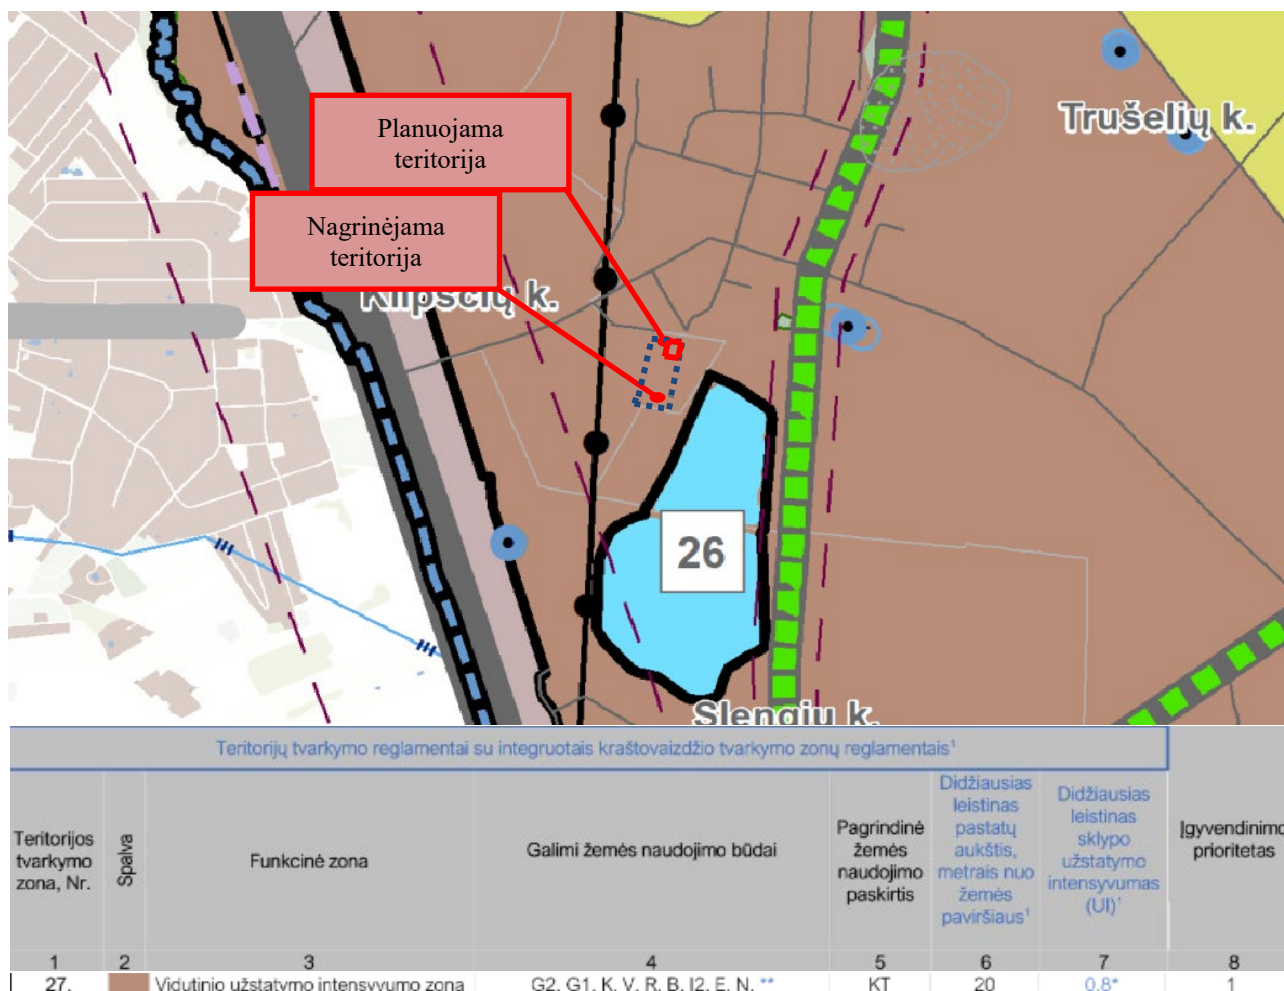 Trušelių k.
Planuojama
teritorija
Nagrinėjama
teritorija
Klipščių k.
26
Slengių k.
Teritorijų tvarkymo reglamentai su integruotais kraštovaizdžio tvarkymo zonų reglamentais¹
Teritorijos
tvarkymo
zona, Nr.
Spalva
Funkcinė zona
Galimi žemės naudojimo būdai
Pagrindinė
žemės
naudojimo
paskirtis
Didžiausias
leistinas
pastatų
aukštis,
metrais nuo
žemės
paviršiaus¹
Didžiausias
leistinas
sklypo
užstatymo
intensyvumas
(UI)¹
Įgyvendinimo
prioritetas
1 2 3 4 5 6 7 8
27. Vidutinio užstatymo intensyvumo zona G2, G1, K, V, R, B, I2, E, N, ** KT 20 0.8* 1